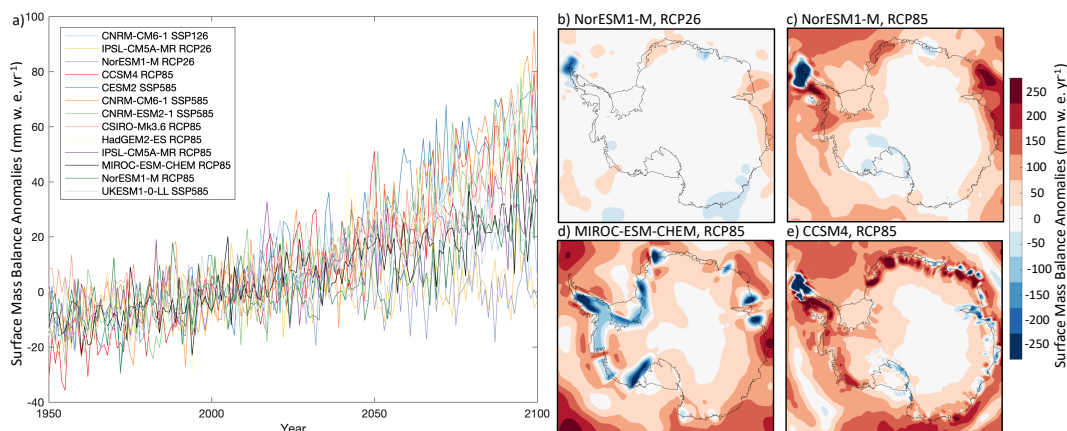 a)
Surface Mass Balance Anomalies (mm w. e. yr⁻¹)
100
80
60
40
20
0
-20
-40
CNRM-CM6-1 SSP126
IPSL-CM5A-MR RCP26
NorESM1-M RCP26
CCSM4 RCP85
CESM2 SSP585
CNRM-CM6-1 SSP585
CNRM-ESM2-1 SSP585
CSIRO-Mk3.6 RCP85
HadGEM2-ES RCP85
IPSL-CM5A-MR RCP85
MIROC-ESM-CHEM RCP85
NorESM1-M RCP85
UKESM1-0-LL SSP585
1950
2000
2050
2100
Year
b) NorESM1-M, RCP26
c) NorESM1-M, RCP85
d) MIROC-ESM-CHEM, RCP85
e) CCSM4, RCP85
250
200
150
100
50
0
-50
-100
-150
-200
-250
Surface Mass Balance Anomalies (mm w. e. yr⁻¹)